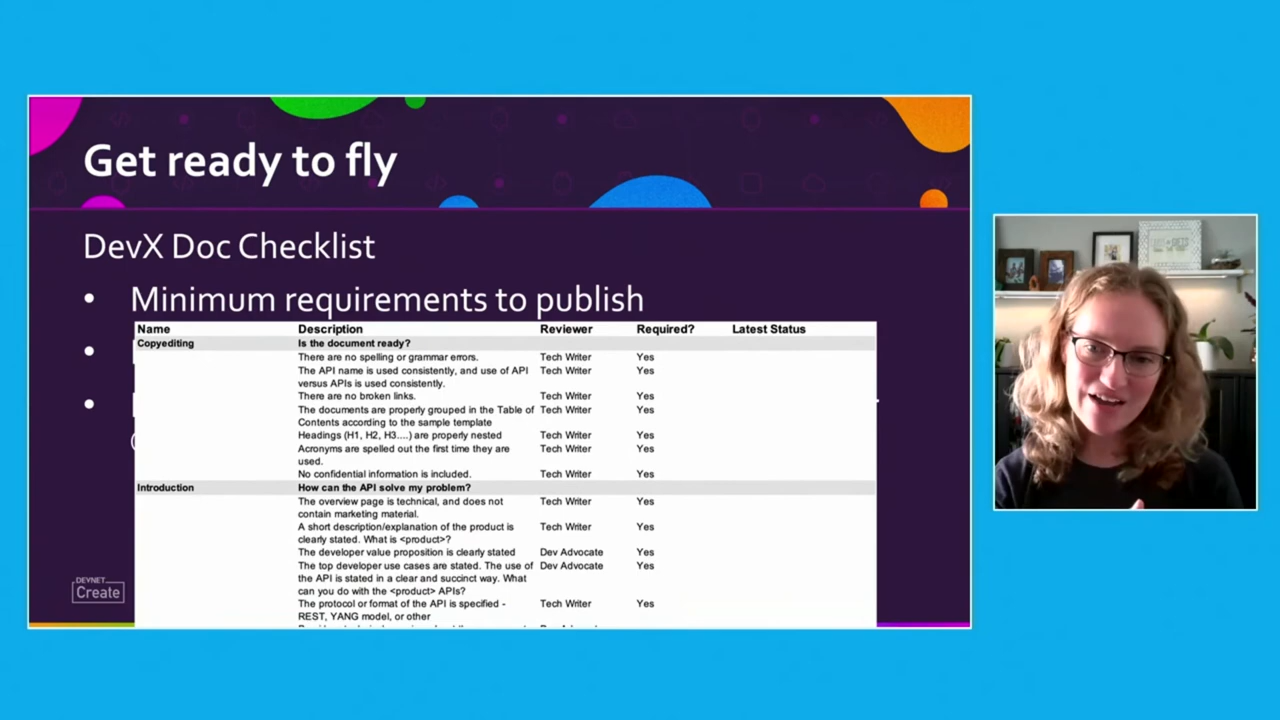 Get ready to fly
DevX Doc Checklist
• Minimum requirements to publish
•
•
Name Description Reviewer Required? Latest Status
Copyediting Is the document ready?
There are no spelling or grammar errors. Tech Writer Yes
The API name is used consistently, and use of API Tech Writer Yes
versus APIs is used consistently.
There are no broken links. Tech Writer Yes
The documents are properly grouped in the Table of Tech Writer Yes
Contents according to the sample template
Headings (H1, H2, H3....) are properly nested Tech Writer Yes
Acronyms are spelled out the first time they are Tech Writer Yes
used.
No confidential information is included. Tech Writer Yes
Introduction How can the API solve my problem?
The overview page is technical, and does not Tech Writer Yes
contain marketing material.
A short description/explanation of the product is Tech Writer Yes
clearly stated. What is <product>?
The developer value proposition is clearly stated Dev Advocate Yes
The top developer use cases are stated. The use of Dev Advocate Yes
the API is stated in a clear and succinct way. What
can you do with the <product> APIs?
The protocol or format of the API is specified - Tech Writer Yes
REST, YANG model, or other
DEVNET
Create